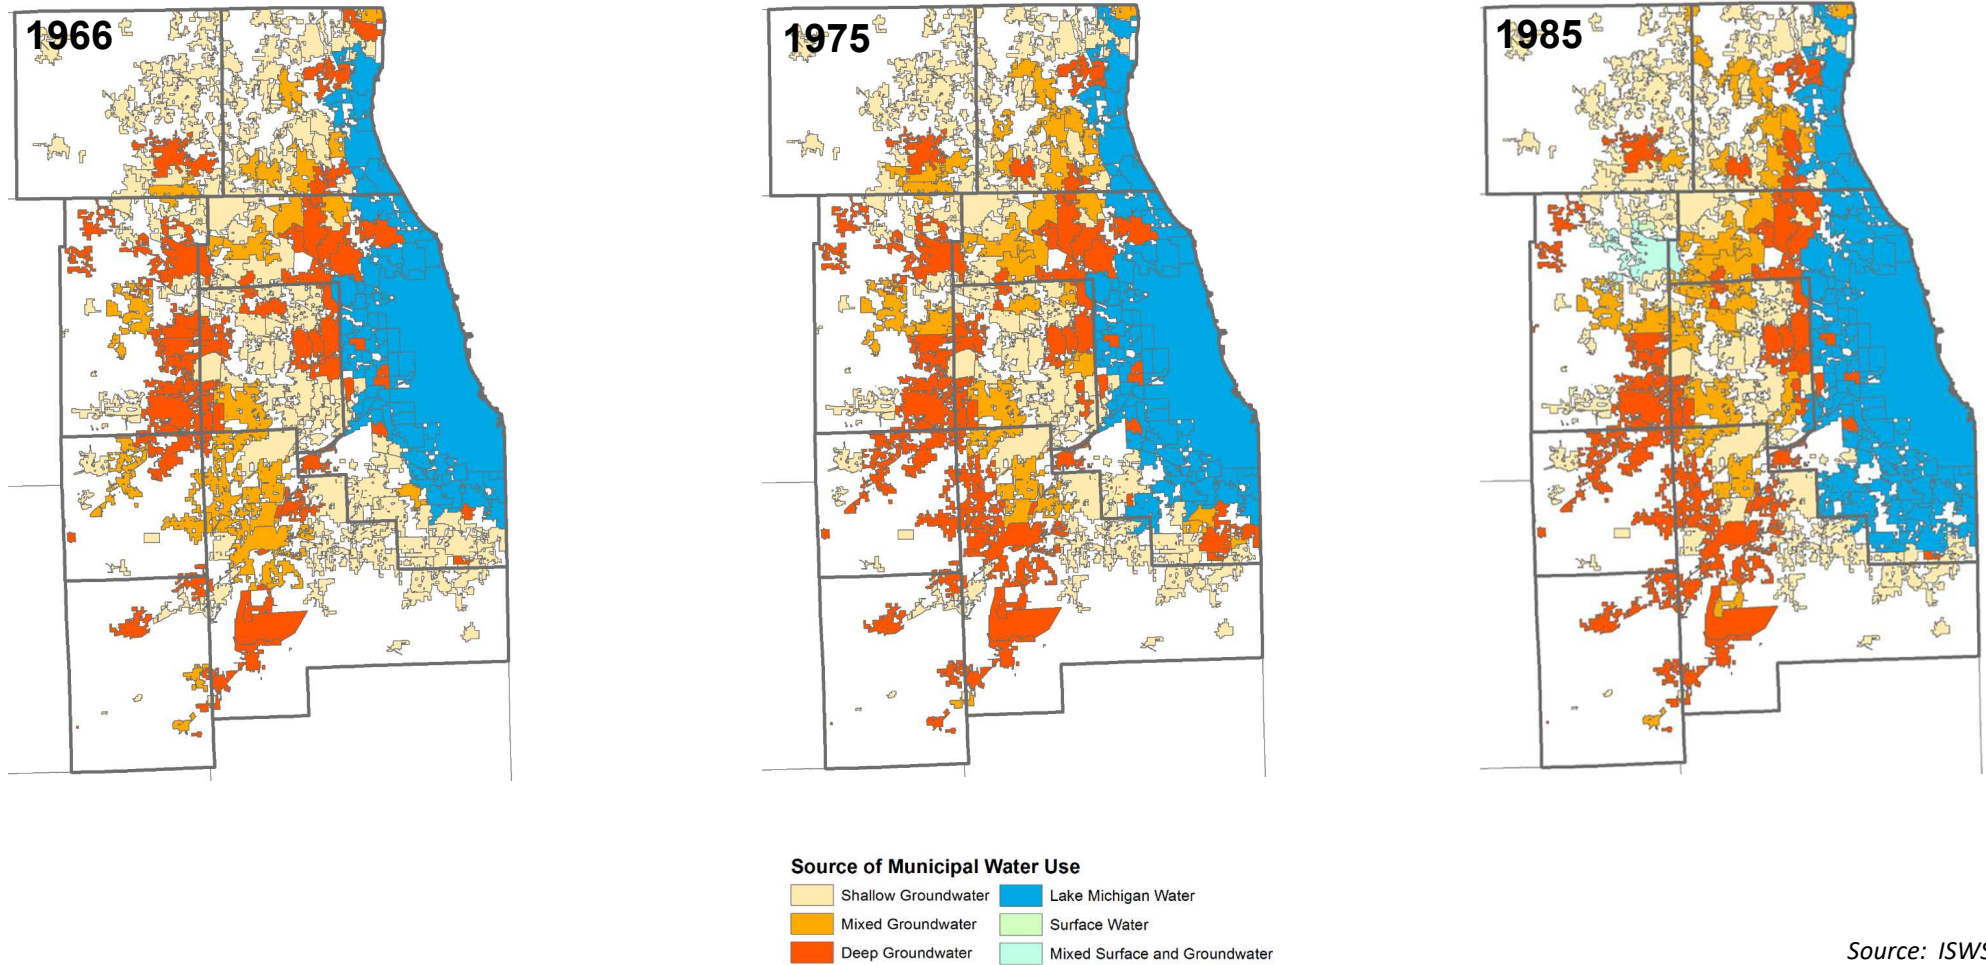 1966
1975
1985
Source of Municipal Water Use
Shallow Groundwater
Lake Michigan Water
Mixed Groundwater
Surface Water
Deep Groundwater
Mixed Surface and Groundwater
Source: ISWS